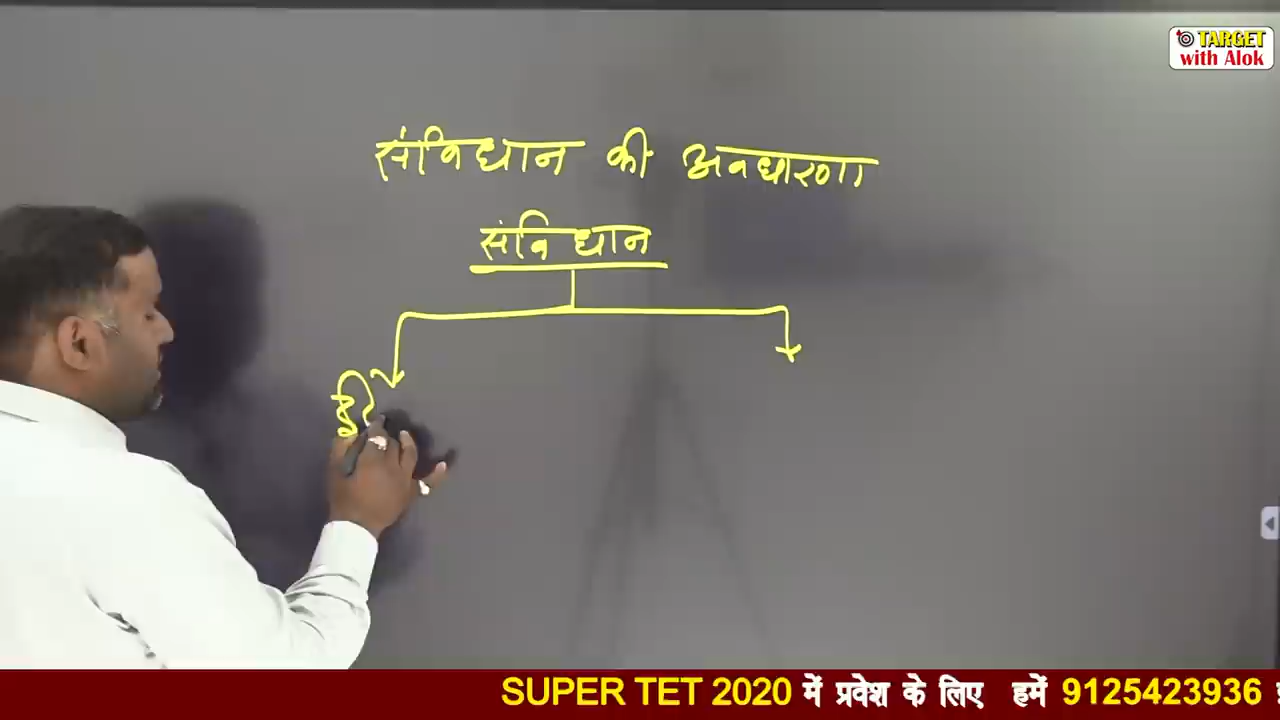 TARGET
with Alok
संविधान की अवधारणा
संविधान
SUPER TET 2020 में प्रवेश के लिए हमें 9125423936